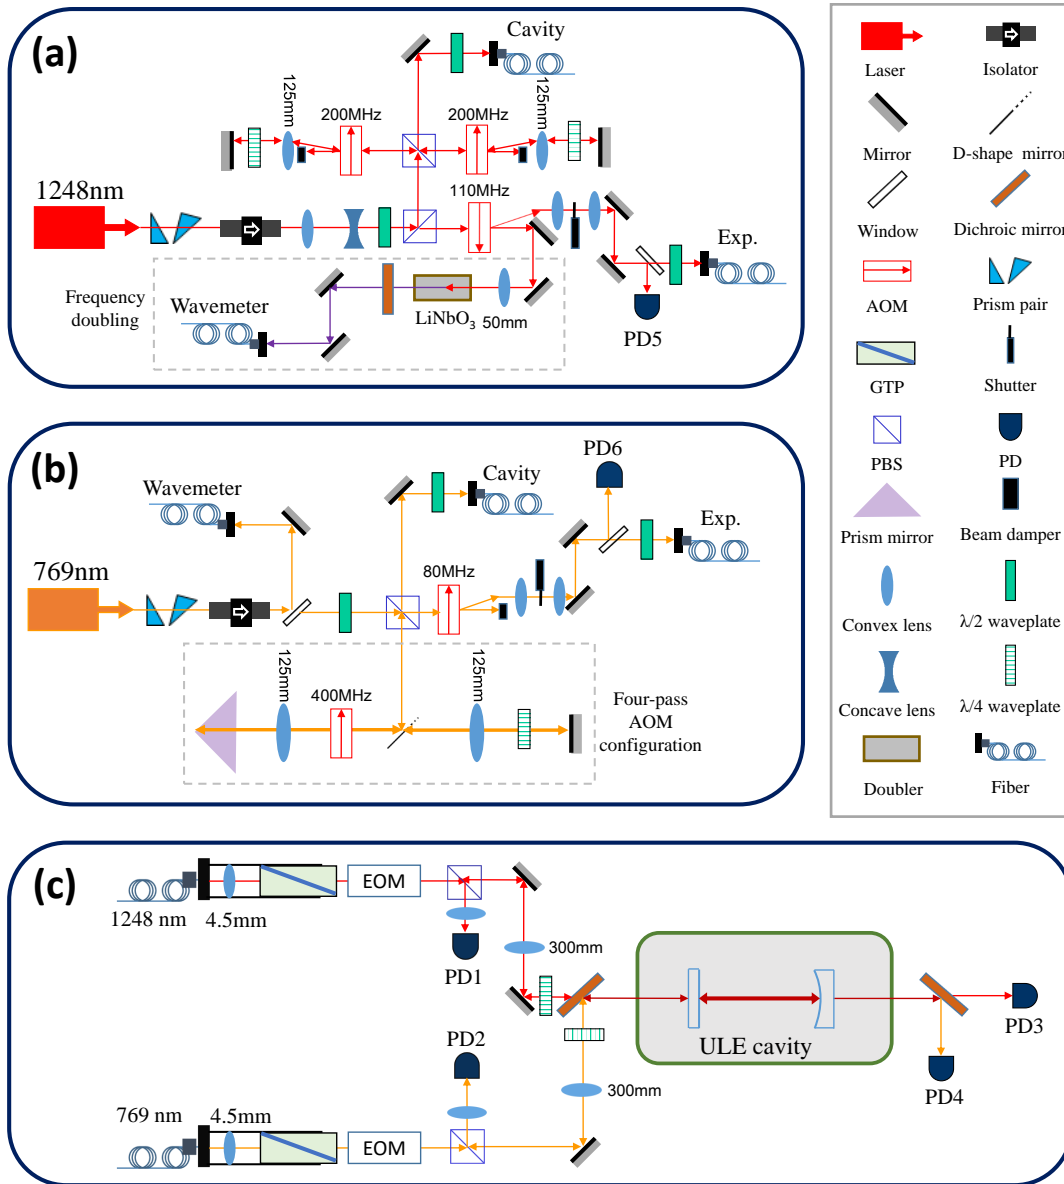 (a)
Cavity
125mm
200MHz
200MHz
125mm
1248nm
110MHz
Exp.
Frequency
doubling
Wavemeter
LiNbO3
50mm
PD5
(b)
PD6
Wavemeter
Cavity
Exp.
769nm
80MHz
125mm
400MHz
125mm
Four-pass
AOM
configuration
Laser
Isolator
Mirror
D-shape mirror
Window
Dichroic mirror
AOM
Prism pair
GTP
Shutter
PBS
PD
Prism mirror
Beam damper
Convex lens
λ/2 waveplate
Concave lens
λ/4 waveplate
Doubler
Fiber
(c)
EOM
1248 nm
4.5mm
PD1
300mm
PD2
ULE cavity
PD3
PD4
300mm
769 nm
4.5mm
EOM